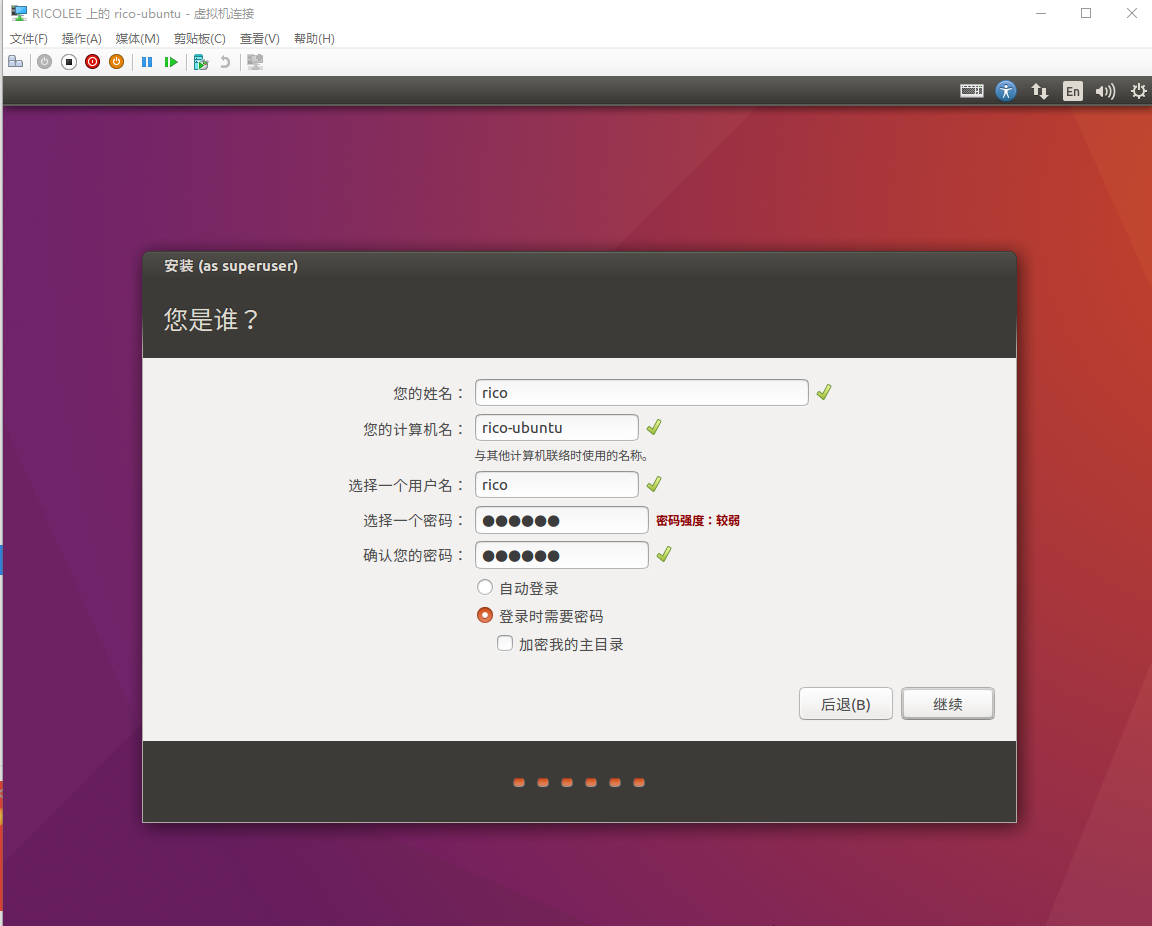 RICOLEE 上的 rico-ubuntu - 虚拟机连接
文件(F) 操作(A) 媒体(M) 剪贴板(C) 查看(V) 帮助(H)
En
安装 (as superuser)
您是谁？
您的姓名： rico
您的计算机名： rico-ubuntu
与其他计算机联络时使用的名称。
选择一个用户名： rico
选择一个密码： ●●●●●● 密码强度：较弱
确认您的密码： ●●●●●●
自动登录
登录时需要密码
加密我的主目录
后退(B) 继续